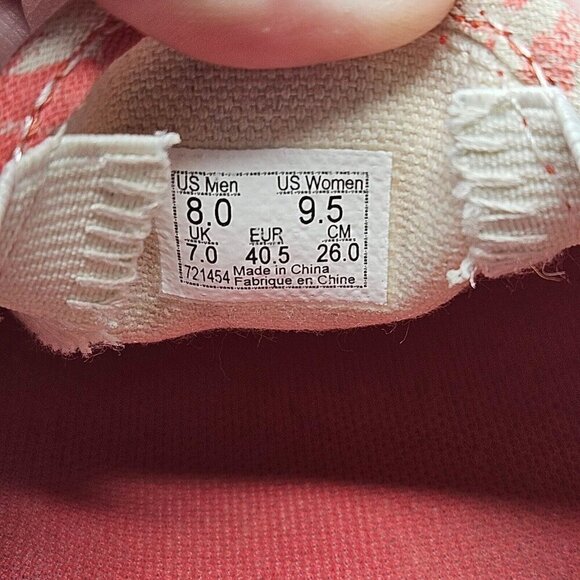 US Men US Women
8.0 9.5
UK EUR CM
7.0 40.5 26.0
721454 Made in China
Fabrique en Chine